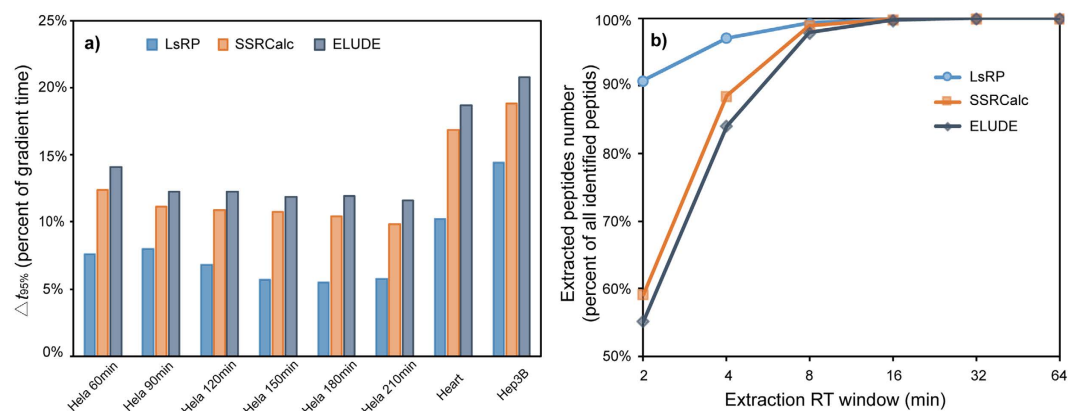 a)
LsRP SSRCalc ELUDE
△t95% (percent of gradient time)
25%
20%
15%
10%
5%
0%
Hela 60min
Hela 90min
Hela 120min
Hela 150min
Hela 180min
Hela 210min
Heart
Hep3B
b)
LsRP
SSRCalc
ELUDE
Extracted peptides number
(percent of all identified peptids)
100%
90%
80%
70%
60%
50%
2 4 8 16 32 64
Extraction RT window (min)